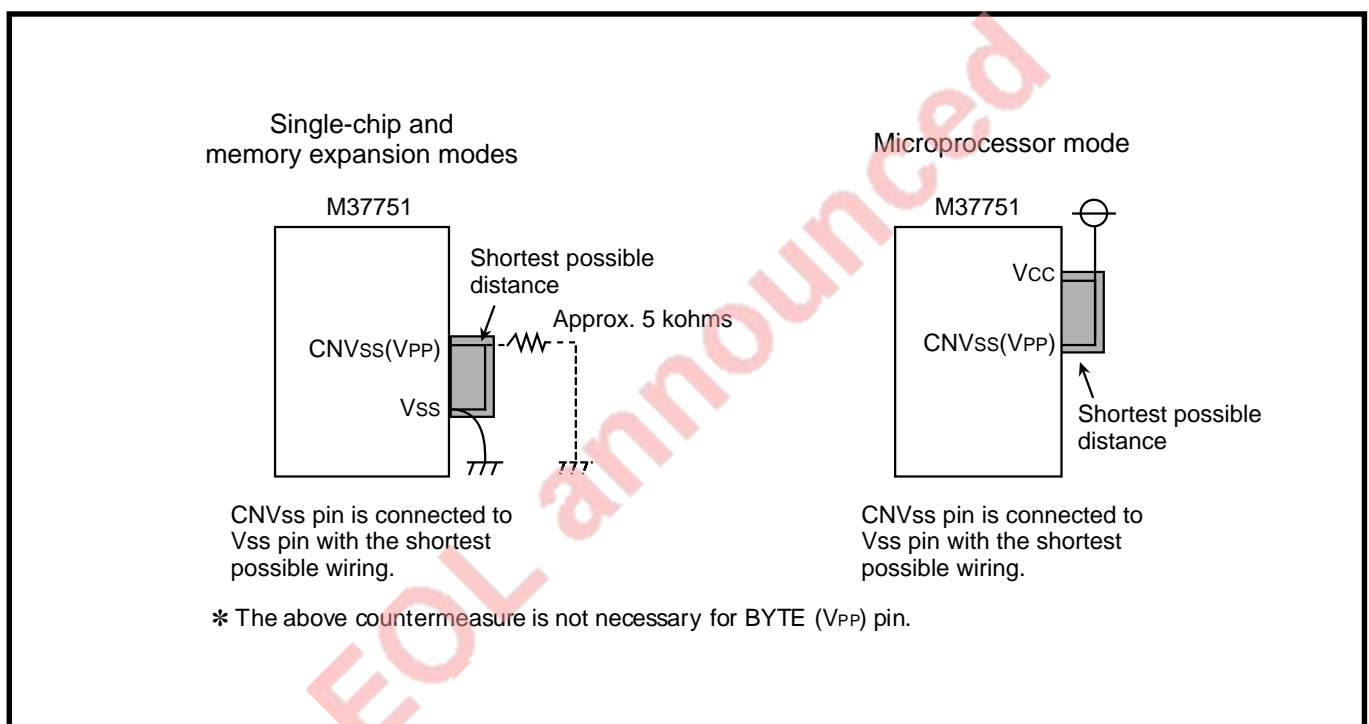 Single-chip and
memory expansion modes
M37751
Shortest possible
distance
Approx. 5 kohms
CNVss(VPP)
Vss
CNVss pin is connected to
Vss pin with the shortest
possible wiring.
Microprocessor mode
M37751
Vcc
CNVss(VPP)
Shortest possible
distance
CNVss pin is connected to
Vss pin with the shortest
possible wiring.
✻ The above countermeasure is not necessary for BYTE (VPP) pin.
EOL announced